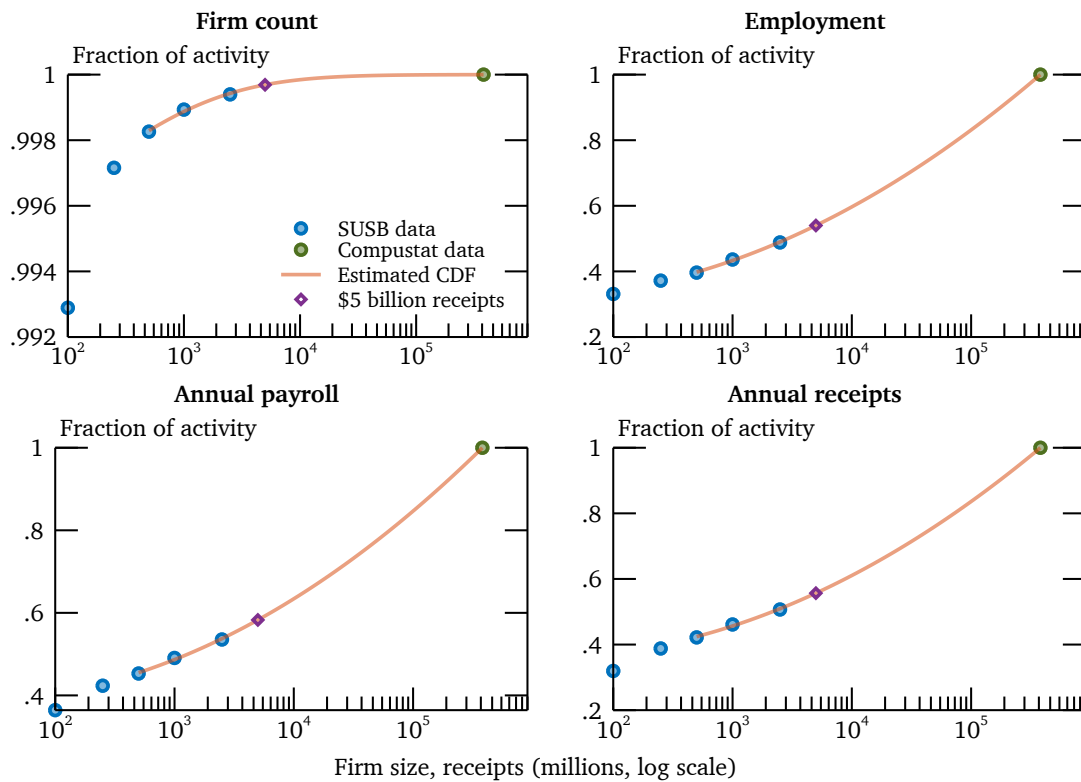 Firm count
Fraction of activity
1
.998
.996
.994
.992
10² 10³ 10⁴ 10⁵
SUSB data
Compustat data
Estimated CDF
$5 billion receipts
Employment
Fraction of activity
1
.8
.6
.4
.2
10² 10³ 10⁴ 10⁵
Annual payroll
Fraction of activity
1
.8
.6
.4
10² 10³ 10⁴ 10⁵
Annual receipts
Fraction of activity
1
.8
.6
.4
.2
10² 10³ 10⁴ 10⁵
Firm size, receipts (millions, log scale)